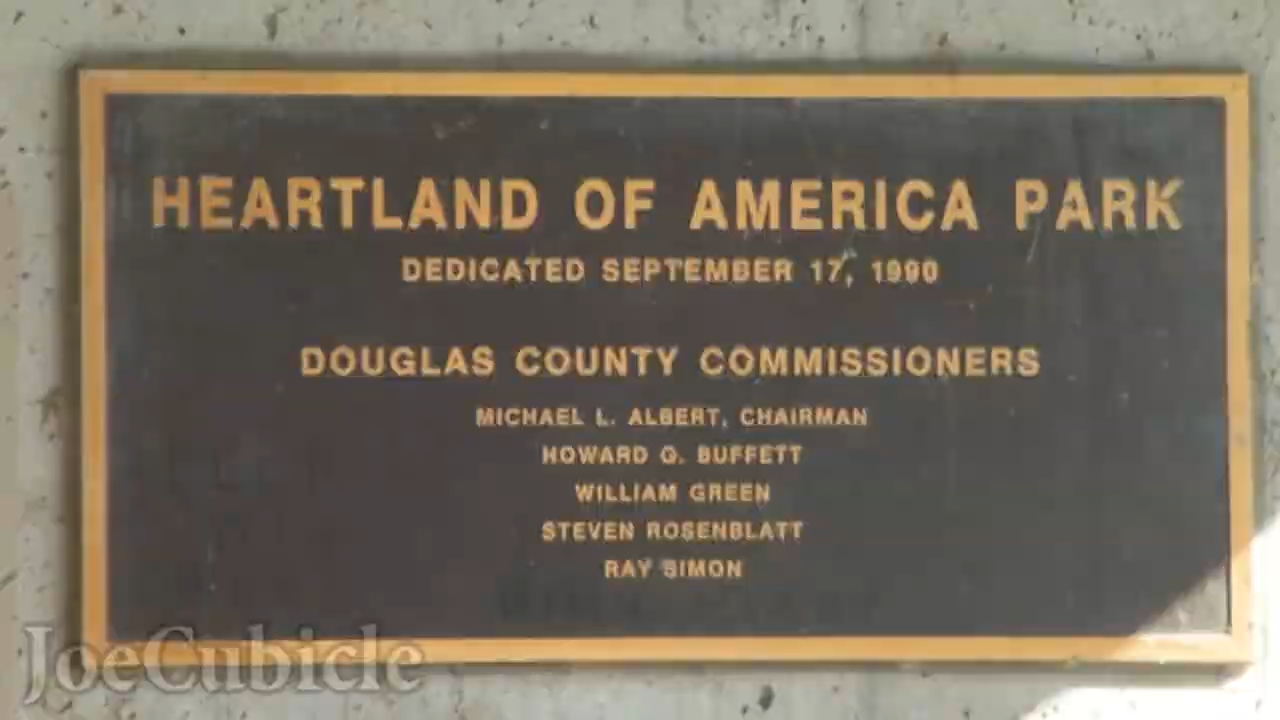 HEARTLAND OF AMERICA PARK
DEDICATED SEPTEMBER 17, 1990
DOUGLAS COUNTY COMMISSIONERS
MICHAEL L. ALBERT, CHAIRMAN
HOWARD G. BUFFETT
WILLIAM GREEN
STEVEN ROSENBLATT
RAY SIMON
JoeCubicle